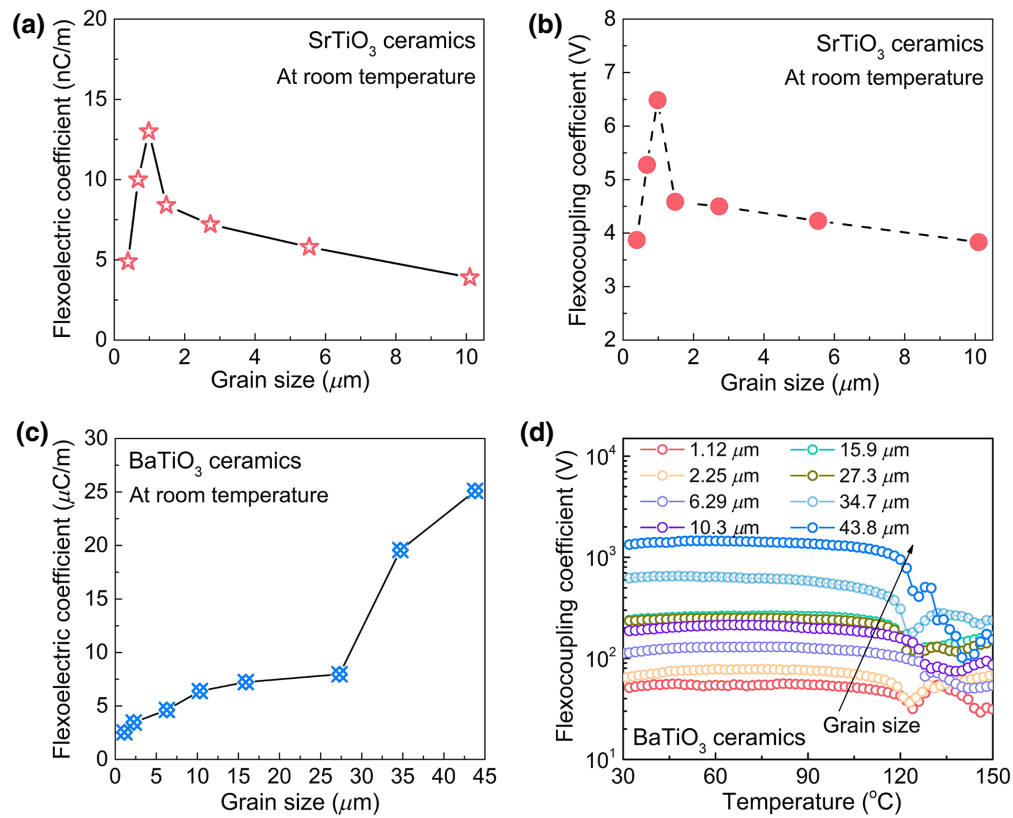 (a)
20
15
10
5
0
Flexoelectric coefficient (nC/m)
SrTiO3 ceramics
At room temperature
0 2 4 6 8 10
Grain size (μm)
(b)
8
7
6
5
4
3
2
Flexocoupling coefficient (V)
SrTiO3 ceramics
At room temperature
0 2 4 6 8 10
Grain size (μm)
(c)
30
25
20
15
10
5
0
Flexoelectric coefficient (μC/m)
BaTiO3 ceramics
At room temperature
0 5 10 15 20 25 30 35 40 45
Grain size (μm)
(d)
10^4
10^3
10^2
10^1
Flexocoupling coefficient (V)
1.12 μm 15.9 μm
2.25 μm 27.3 μm
6.29 μm 34.7 μm
10.3 μm 43.8 μm
Grain size
BaTiO3 ceramics
30 60 90 120 150
Temperature (°C)